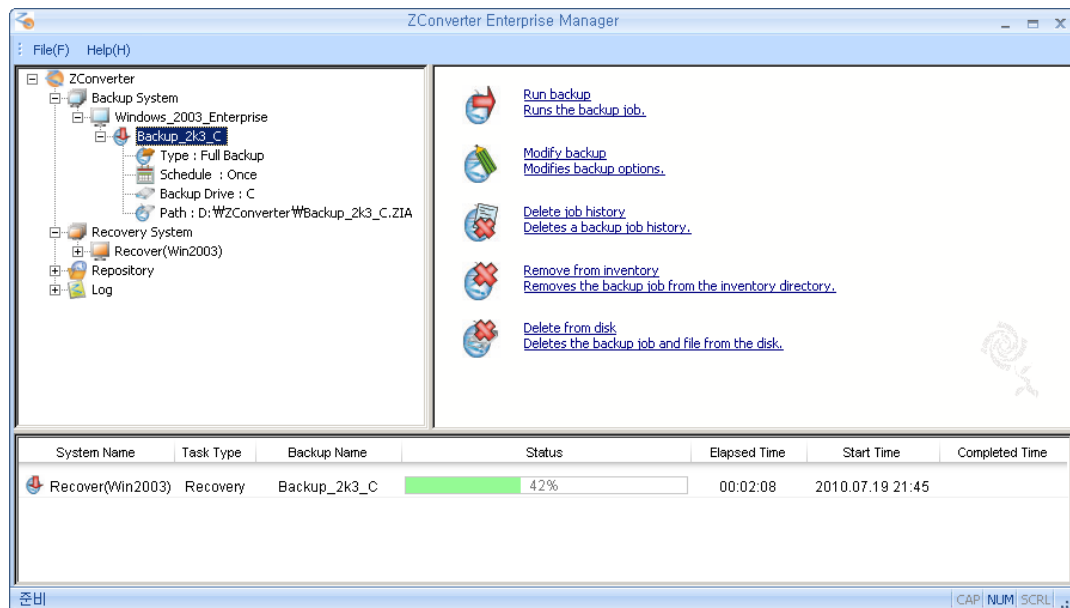 ZConverter Enterprise Manager
File(F) Help(H)
ZConverter
Backup System
Windows_2003_Enterprise
Backup_2k3_C
Type : Full Backup
Schedule : Once
Backup Drive : C
Path : D:₩ZConverter₩Backup_2k3_C.ZIA
Recovery System
Recover(Win2003)
Repository
Log
Run backup
Runs the backup job.
Modify backup
Modifies backup options.
Delete job history
Deletes a backup job history.
Remove from inventory
Removes the backup job from the inventory directory.
Delete from disk
Deletes the backup job and file from the disk.
System Name Task Type Backup Name Status Elapsed Time Start Time Completed Time
Recover(Win2003) Recovery Backup_2k3_C 42% 00:02:08 2010.07.19 21:45
준비 CAP NUM SCRL